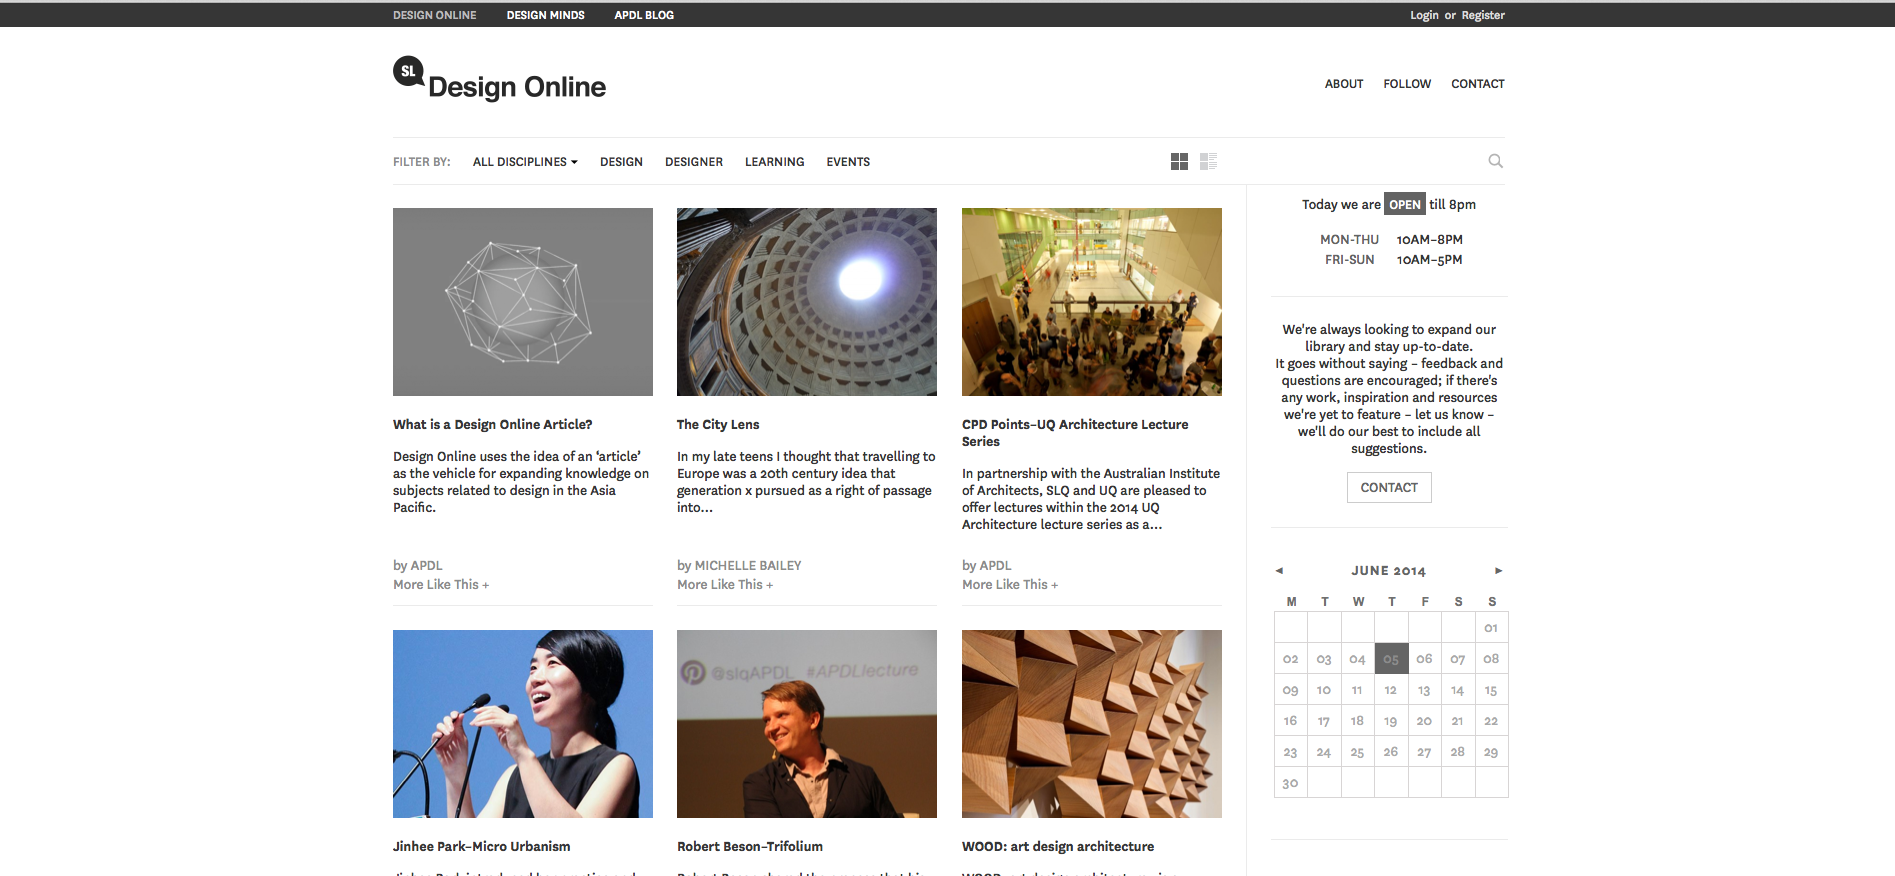 DESIGN ONLINE DESIGN MINDS APDL BLOG Login or Register
SL
Design Online
ABOUT FOLLOW CONTACT
FILTER BY: ALL DISCIPLINES DESIGN DESIGNER LEARNING EVENTS
Today we are OPEN till 8pm
MON-THU 10AM–8PM
FRI-SUN 10AM–5PM
We're always looking to expand our
library and stay up-to-date.
It goes without saying – feedback and
questions are encouraged; if there's
any work, inspiration and resources
we're yet to feature – let us know –
we'll do our best to include all
suggestions.
CONTACT
JUNE 2014
M T W T F S S
01
02 03 04 05 06 07 08
09 10 11 12 13 14 15
16 17 18 19 20 21 22
23 24 25 26 27 28 29
30
What is a Design Online Article?
Design Online uses the idea of an ‘article’
as the vehicle for expanding knowledge on
subjects related to design in the Asia
Pacific.
by APDL
More Like This +
The City Lens
In my late teens I thought that travelling to
Europe was a 20th century idea that
generation x pursued as a right of passage
into...
by MICHELLE BAILEY
More Like This +
CPD Points–UQ Architecture Lecture
Series
In partnership with the Australian Institute
of Architects, SLQ and UQ are pleased to
offer lectures within the 2014 UQ
Architecture lecture series as a...
by APDL
More Like This +
Jinhee Park–Micro Urbanism
@slqAPDL #APDLlecture
Robert Beson–Trifolium
WOOD: art design architecture